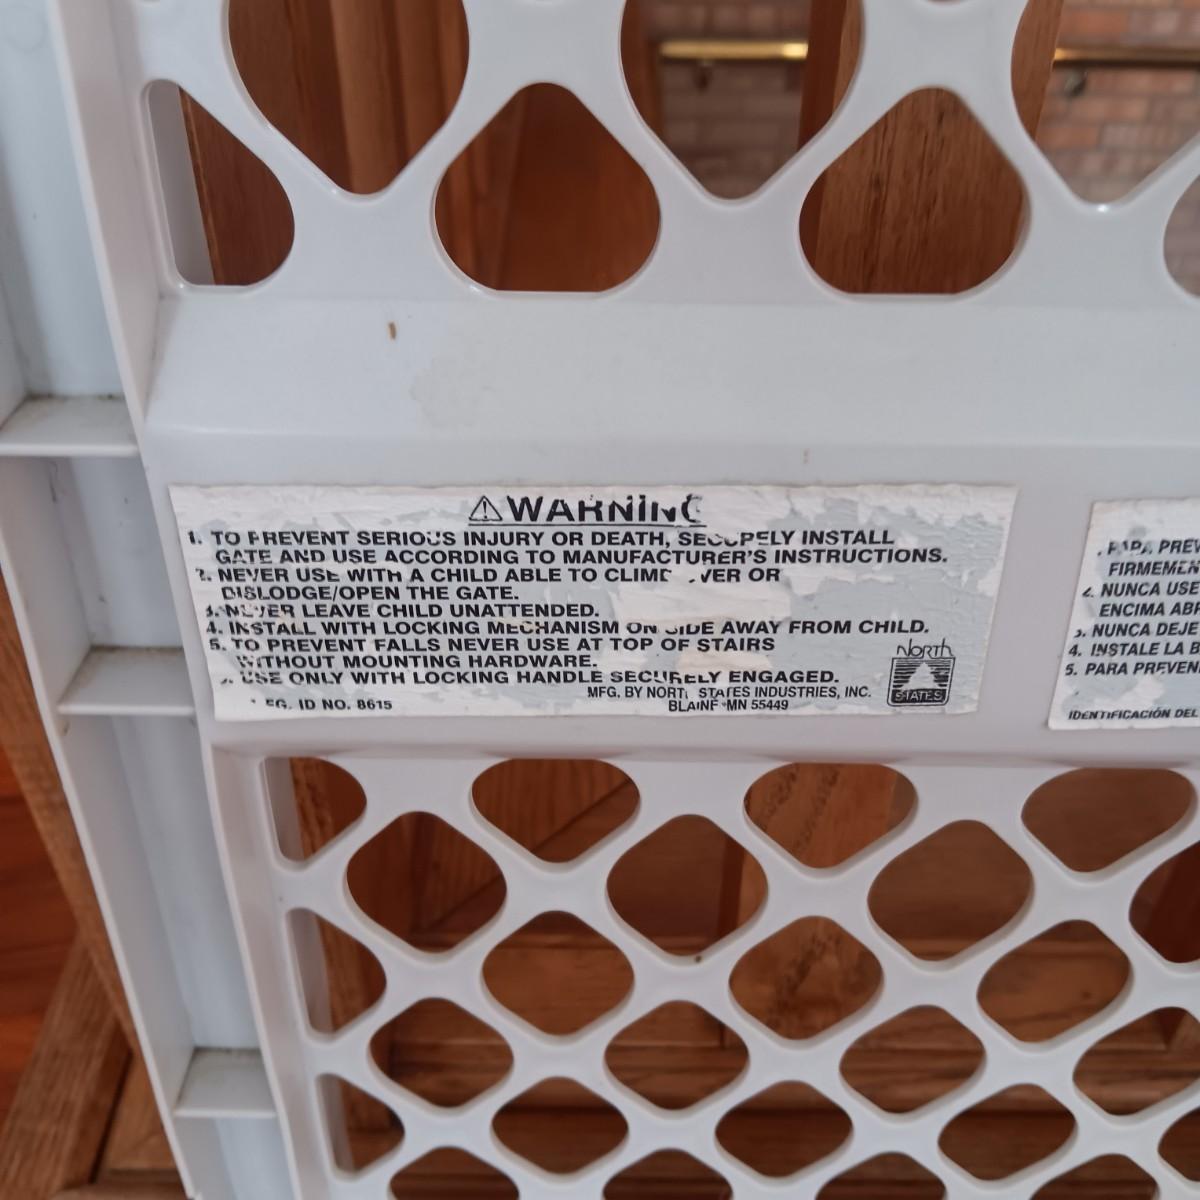 WARNING
1. TO PREVENT SERIOUS INJURY OR DEATH, SECURELY INSTALL
GATE AND USE ACCORDING TO MANUFACTURER'S INSTRUCTIONS.
2. NEVER USE WITH A CHILD ABLE TO CLIMB OVER OR
DISLODGE/OPEN THE GATE.
3. NEVER LEAVE CHILD UNATTENDED.
4. INSTALL WITH LOCKING MECHANISM ON SIDE AWAY FROM CHILD.
5. TO PREVENT FALLS NEVER USE AT TOP OF STAIRS
WITHOUT MOUNTING HARDWARE.
USE ONLY WITH LOCKING HANDLE SECURELY ENGAGED.
MFG. BY NORTH STATES INDUSTRIES, INC.
ID NO. 8615
BLAINE MN 55449
NORTH
STATES
PARA PREV
FIRMEMEN
2. NUNCA USE
ENCIMA ABR
3. NUNCA DEJE
4. INSTALE LA B
5. PARA PREVEN
IDENTIFICACIÓN DEL